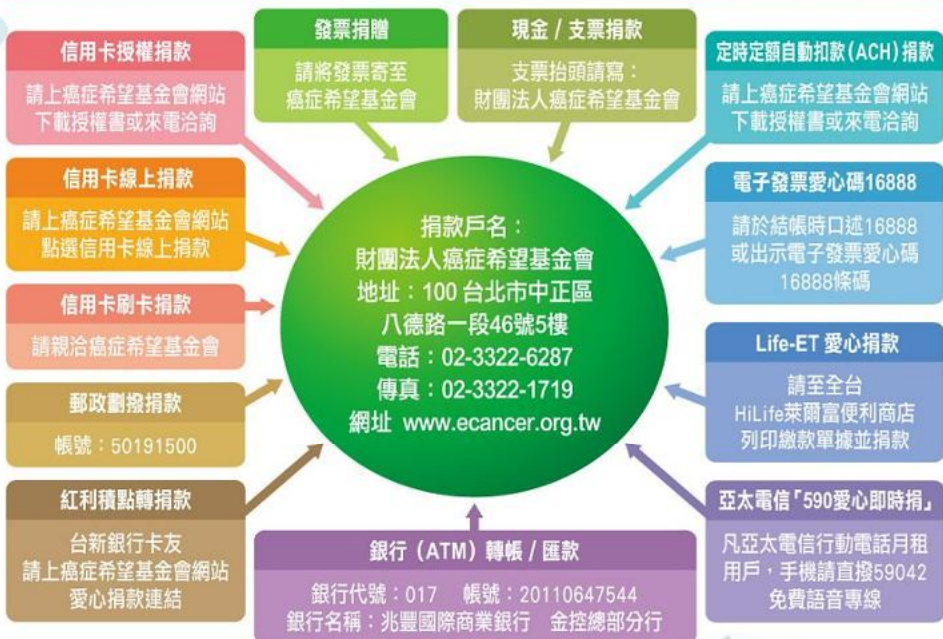 信用卡授權捐款
請上癌症希望基金會網站
下載授權書或來電洽詢
發票捐贈
請將發票寄至
癌症希望基金會
現金 / 支票捐款
支票抬頭請寫：
財團法人癌症希望基金會
定時定額自動扣款(ACH)捐款
請上癌症希望基金會網站
下載授權書或來電洽詢
信用卡線上捐款
請上癌症希望基金會網站
點選信用卡線上捐款
電子發票愛心碼16888
請於結帳時口述16888
或出示電子發票愛心碼
16888條碼
捐款戶名：
財團法人癌症希望基金會
地址：100 台北市中正區
八德路一段46號5樓
電話：02-3322-6287
傳真：02-3322-1719
網址 www.ecancer.org.tw
信用卡刷卡捐款
請親洽癌症希望基金會
Life-ET 愛心捐款
請至全台
HiLife萊爾富便利商店
列印繳款單據並捐款
郵政劃撥捐款
帳號：50191500
紅利積點轉捐款
台新銀行卡友
請上癌症希望基金會網站
愛心捐款連結
銀行（ATM）轉帳 / 匯款
銀行代號：017 帳號：20110647544
銀行名稱：兆豐國際商業銀行 金控總部分行
亞太電信「590愛心即時捐」
凡亞太電信行動電話月租
用戶，手機請直撥59042
免費語音專線